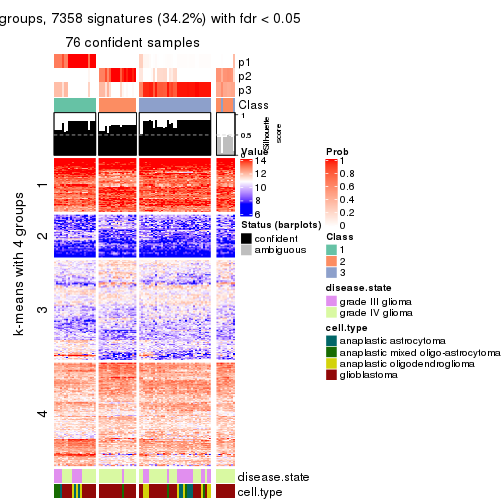 groups, 7358 signatures (34.2%) with fdr < 0.05
76 confident samples
p1
p2
p3
Class
1
0.5
0
Silhouette
score
k-means with 4 groups
1
2
3
4
Value
14
12
10
8
6
Status (barplots)
confident
ambiguous
Prob
1
0.8
0.6
0.4
0.2
0
Class
1
2
3
disease.state
grade III glioma
grade IV glioma
cell.type
anaplastic astrocytoma
anaplastic mixed oligo-astrocytoma
anaplastic oligodendroglioma
glioblastoma
disease.state
cell.type